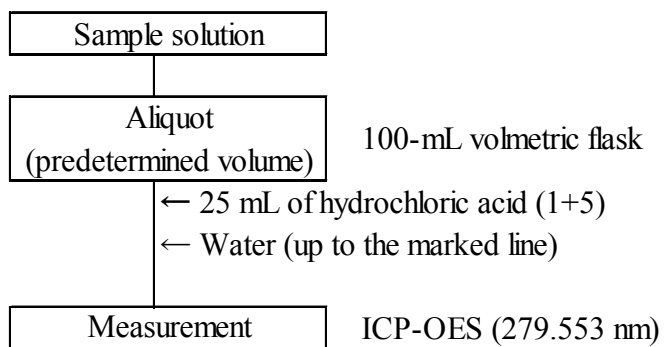 Sample solution
Aliquot
(predetermined volume)
100-mL volmetric flask
← 25 mL of hydrochloric acid (1+5)
← Water (up to the marked line)
Measurement
ICP-OES (279.553 nm)